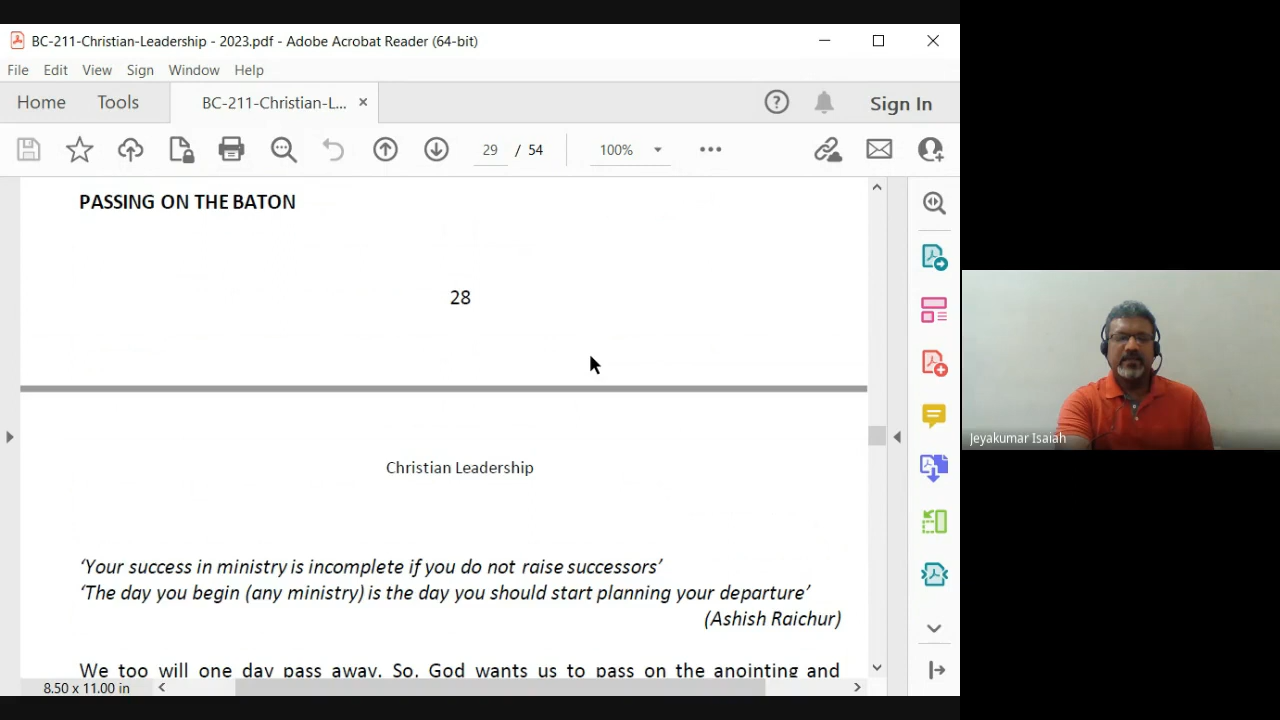 BC-211-Christian-Leadership - 2023.pdf - Adobe Acrobat Reader (64-bit)
File Edit View Sign Window Help
Home Tools BC-211-Christian-L... × Sign In
29 / 54 100%
PASSING ON THE BATON
28
Christian Leadership
‘Your success in ministry is incomplete if you do not raise successors’
‘The day you begin (any ministry) is the day you should start planning your departure’
(Ashish Raichur)
We too will one day pass away. So, God wants us to pass on the anointing and
8.50 x 11.00 in
Jeyakumar Isaiah